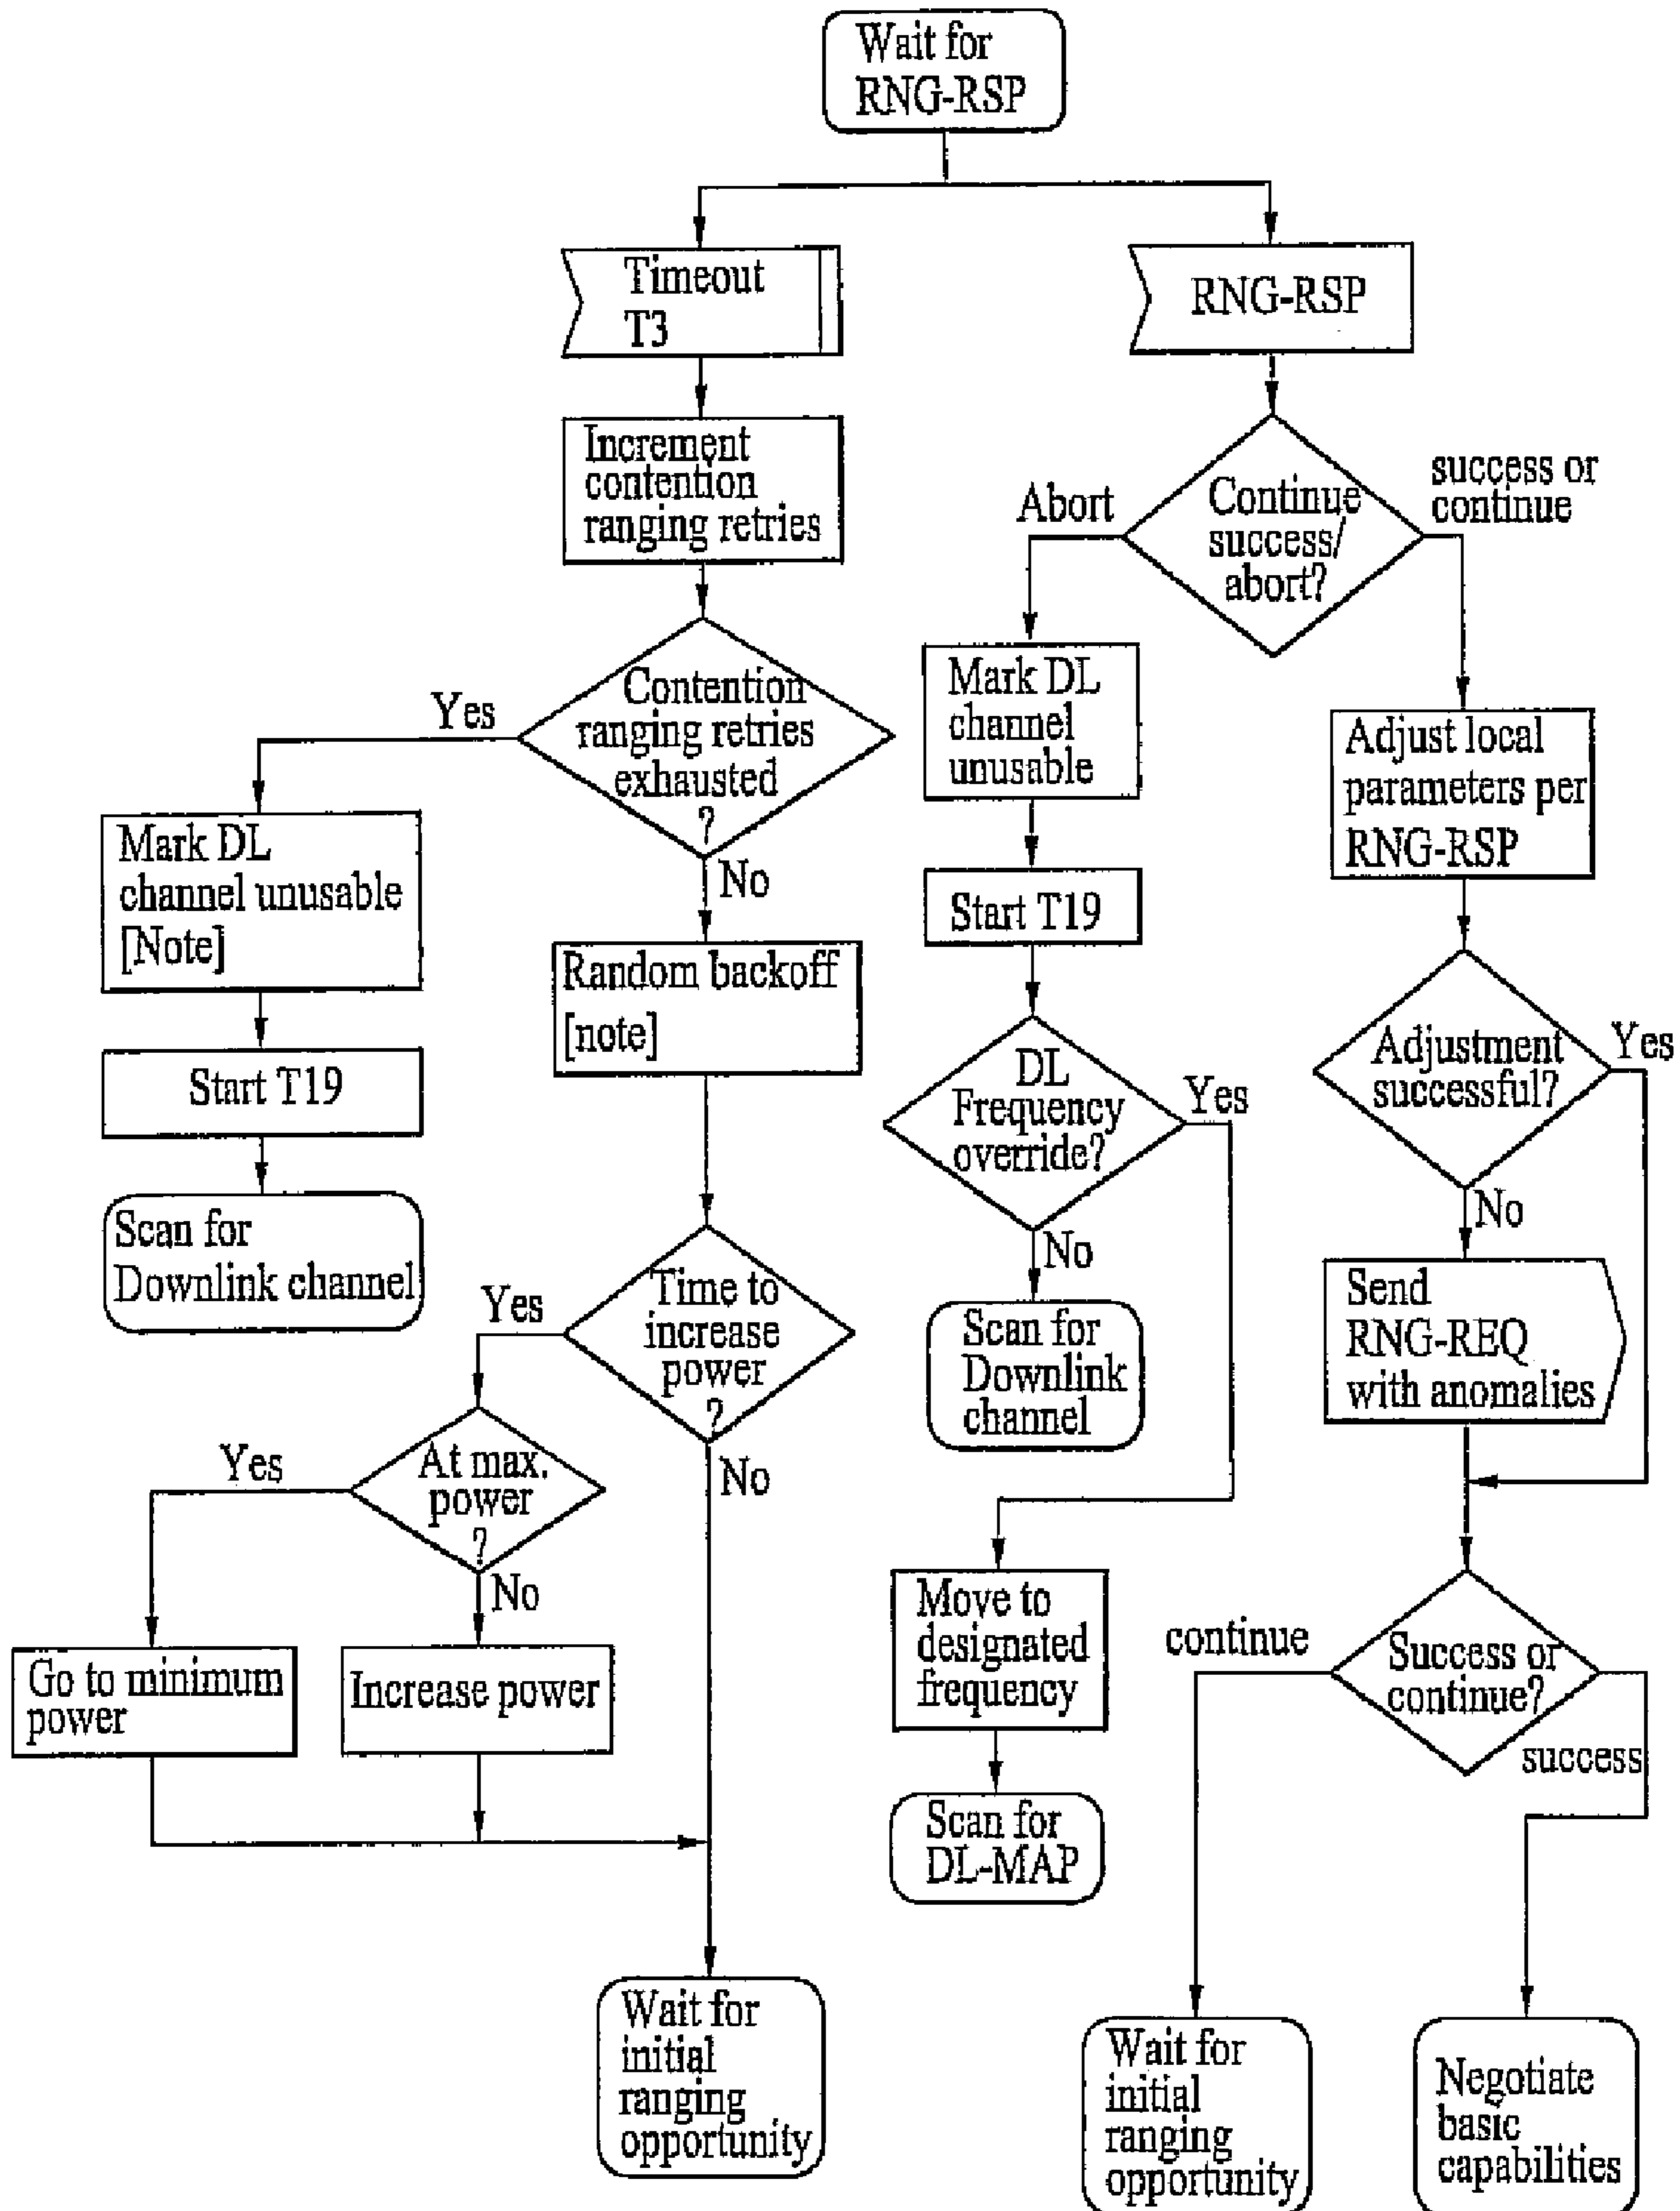 Wait for
RNG-RSP
Timeout
T3
RNG-RSP
Increment
contention
ranging retries
Abort
Continue
success/
abort?
success or
continue
Yes
Contention
ranging retries
exhausted
?
No
Mark DL
channel unusable
[Note]
Start T19
Scan for
Downlink channel
Random backoff
[note]
Yes
Time to
increase
power
?
No
Yes
At max.
power
?
No
Go to minimum
power
Increase power
Wait for
initial
ranging
opportunity
Mark DL
channel
unusable
Start T19
DL
Frequency
override?
Yes
No
Scan for
Downlink
channel
Move to
designated
frequency
Scan for
DL-MAP
Adjust local
parameters per
RNG-RSP
Adjustment
successful?
Yes
No
Send
RNG-REQ
with anomalies
continue
Success or
continue?
success
Wait for
initial
ranging
opportunity
Negotiate
basic
capabilities